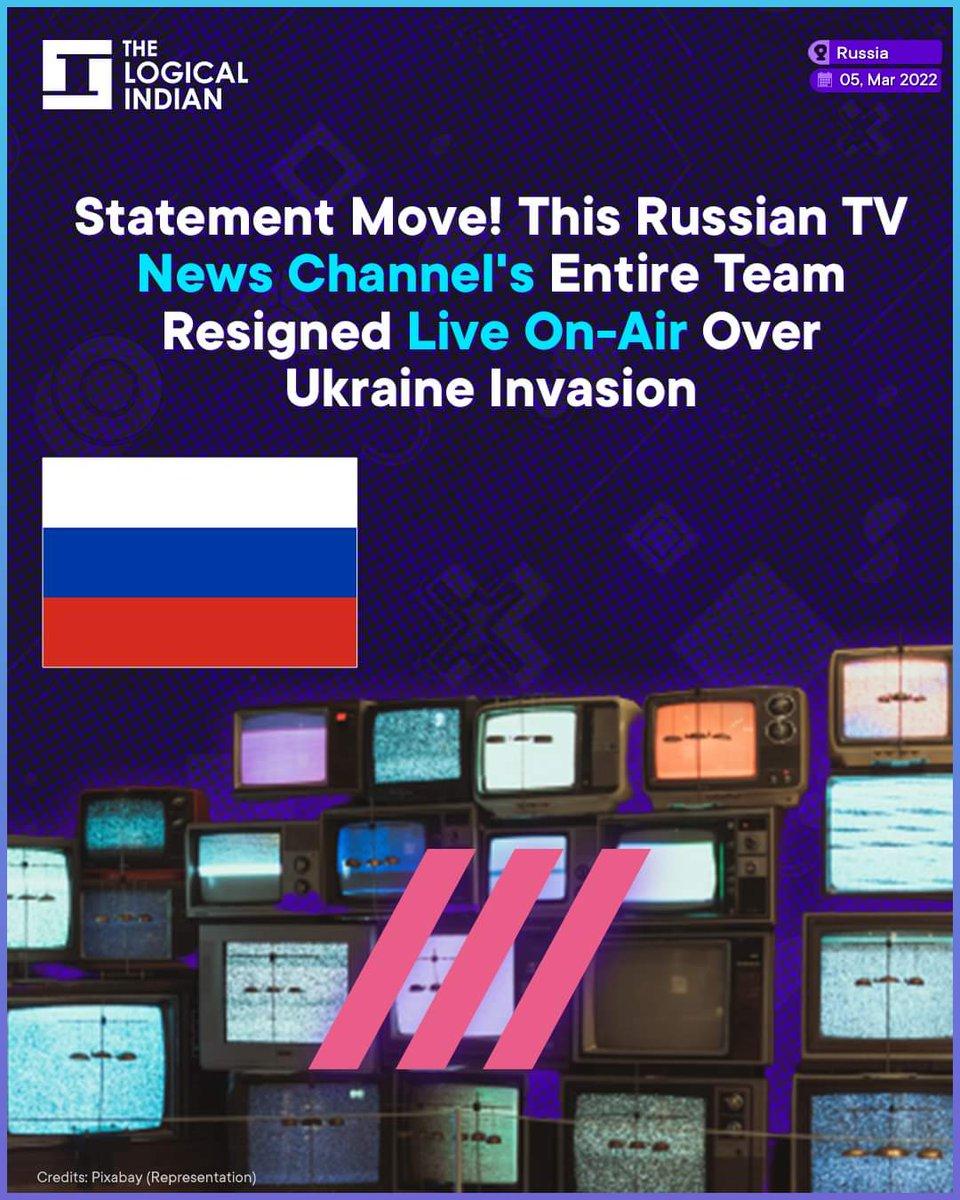 THE
LOGICAL
INDIAN
Russia
05, Mar 2022
Statement Move! This Russian TV
News Channel's Entire Team
Resigned Live On-Air Over
Ukraine Invasion
Credits: Pixabay (Representation)